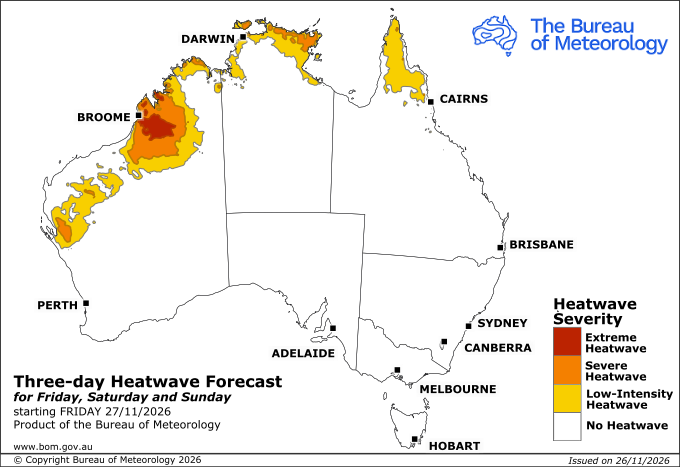 The Bureau
of Meteorology
DARWIN
BROOME
CAIRNS
BRISBANE
PERTH
SYDNEY
CANBERRA
ADELAIDE
MELBOURNE
HOBART
Heatwave
Severity
Extreme
Heatwave
Severe
Heatwave
Low-Intensity
Heatwave
No Heatwave
Three-day Heatwave Forecast
for Friday, Saturday and Sunday
starting FRIDAY 27/11/2026
Product of the Bureau of Meteorology
www.bom.gov.au
© Copyright Bureau of Meteorology 2026
Issued on 26/11/2026